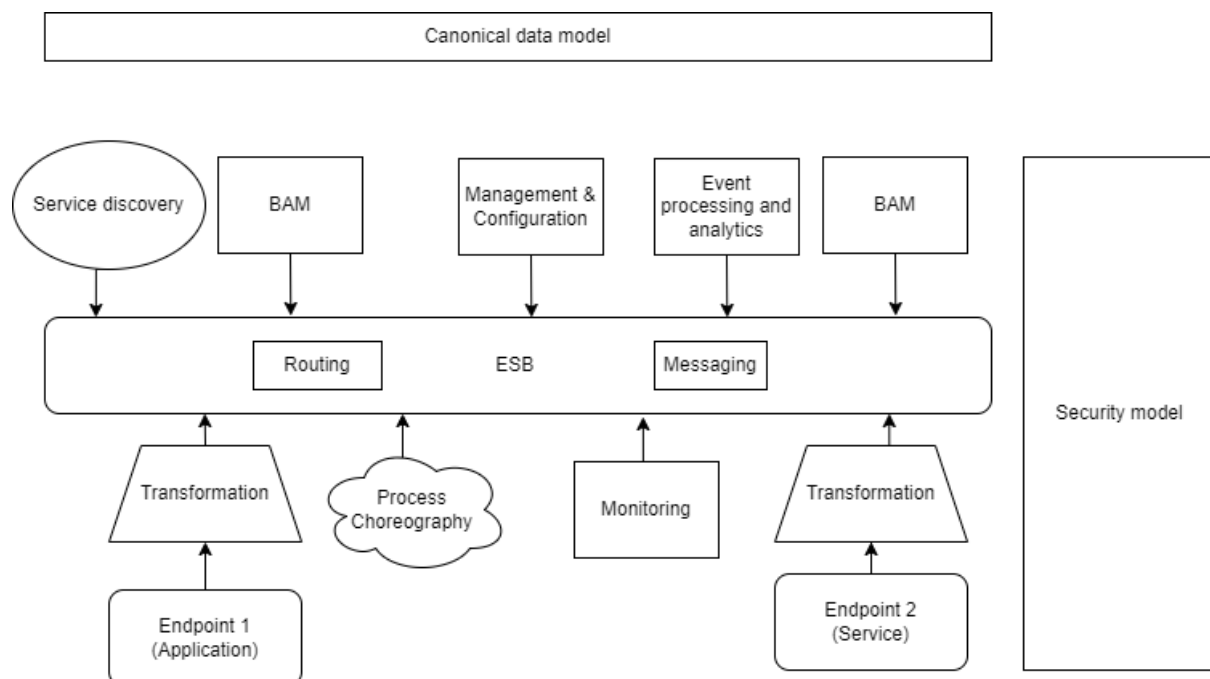 Canonical data model
Service discovery
BAM
Management &
Configuration
Event
processing and
analytics
BAM
Routing
ESB
Messaging
Security model
Transformation
Process
Choreography
Monitoring
Transformation
Endpoint 1
(Application)
Endpoint 2
(Service)